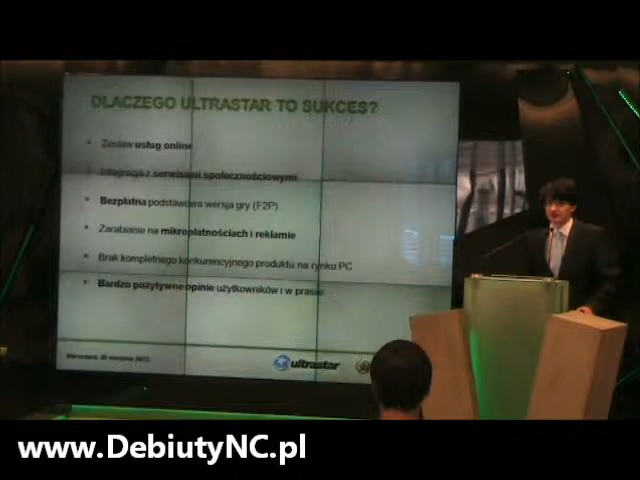 DLACZEGO ULTRASTAR TO SUKCES?
Zestaw usług online
Integracja z serwisami społecznościowymi
Bezpłatna podstawowa wersja gry (F2P)
Zarabianie na mikropłatnościach i reklamie
Brak kompletnego konkurencyjnego produktu na rynku PC
Bardzo pozytywne opinie użytkowników i w prasie
ultrastar
www.DebiutyNC.pl